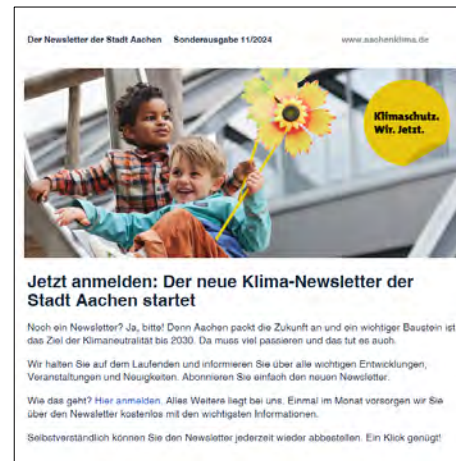 Der Newsletter der Stadt Aachen Sonderausgabe 11/2024 www.aachenklima.de
Klimaschutz.
Wir. Jetzt.
Jetzt anmelden: Der neue Klima-Newsletter der
Stadt Aachen startet
Noch ein Newsletter? Ja, bitte! Denn Aachen packt die Zukunft an und ein wichtiger Baustein ist
das Ziel der Klimaneutralität bis 2030. Da muss viel passieren und das tut es auch.
Wir halten Sie auf dem Laufenden und informieren Sie über alle wichtigen Entwicklungen,
Veranstaltungen und Neuigkeiten. Abonnieren Sie einfach den neuen Newsletter.
Wie das geht? Hier anmelden. Alles Weitere liegt bei uns. Einmal im Monat vorsorgen wir Sie
über den Newsletter kostenlos mit den wichtigsten Informationen.
Selbstverständlich können Sie den Newsletter jederzeit wieder abbestellen. Ein Klick genügt!